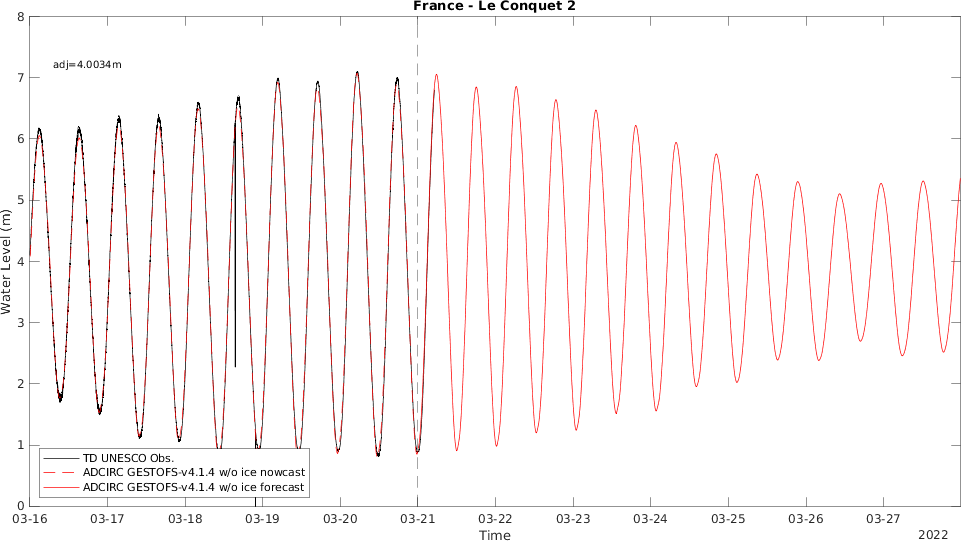 France - Le Conquet 2
8
adj=4.0034m
7
6
5
4
3
2
1
0
Water Level (m)
TD UNESCO Obs.
ADCIRC GESTOFS-v4.1.4 w/o ice nowcast
ADCIRC GESTOFS-v4.1.4 w/o ice forecast
03-16 03-17 03-18 03-19 03-20 03-21 03-22 03-23 03-24 03-25 03-26 03-27
Time
2022